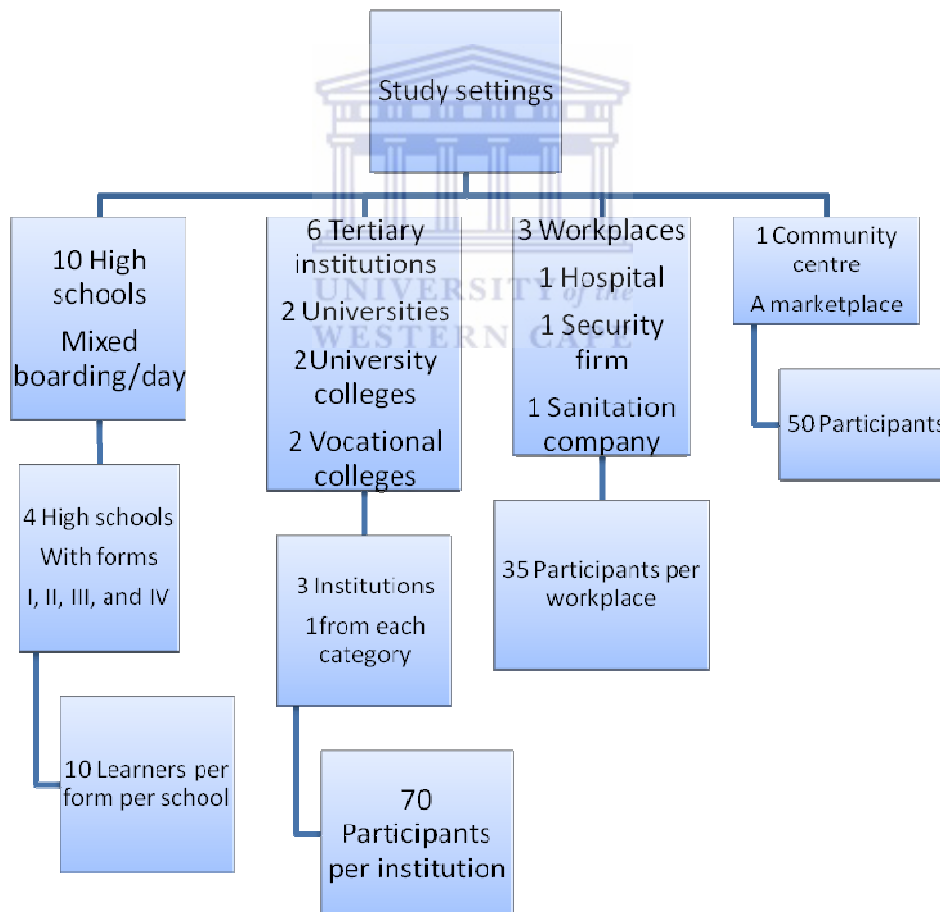 Study settings
10 High
schools
Mixed
boarding/day
4 High schools
With forms
I, II, III, and IV
10 Learners per
form per school
6 Tertiary
institutions
2 Universities
2University
colleges
2 Vocational
colleges
3 Institutions
1from each
category
70
Participants
per institution
3 Workplaces
1 Hospital
1 Security
firm
1 Sanitation
company
35 Participants per
workplace
1 Community
centre
A marketplace
50 Participants
UNIVERSITY of the
WESTERN CAPE